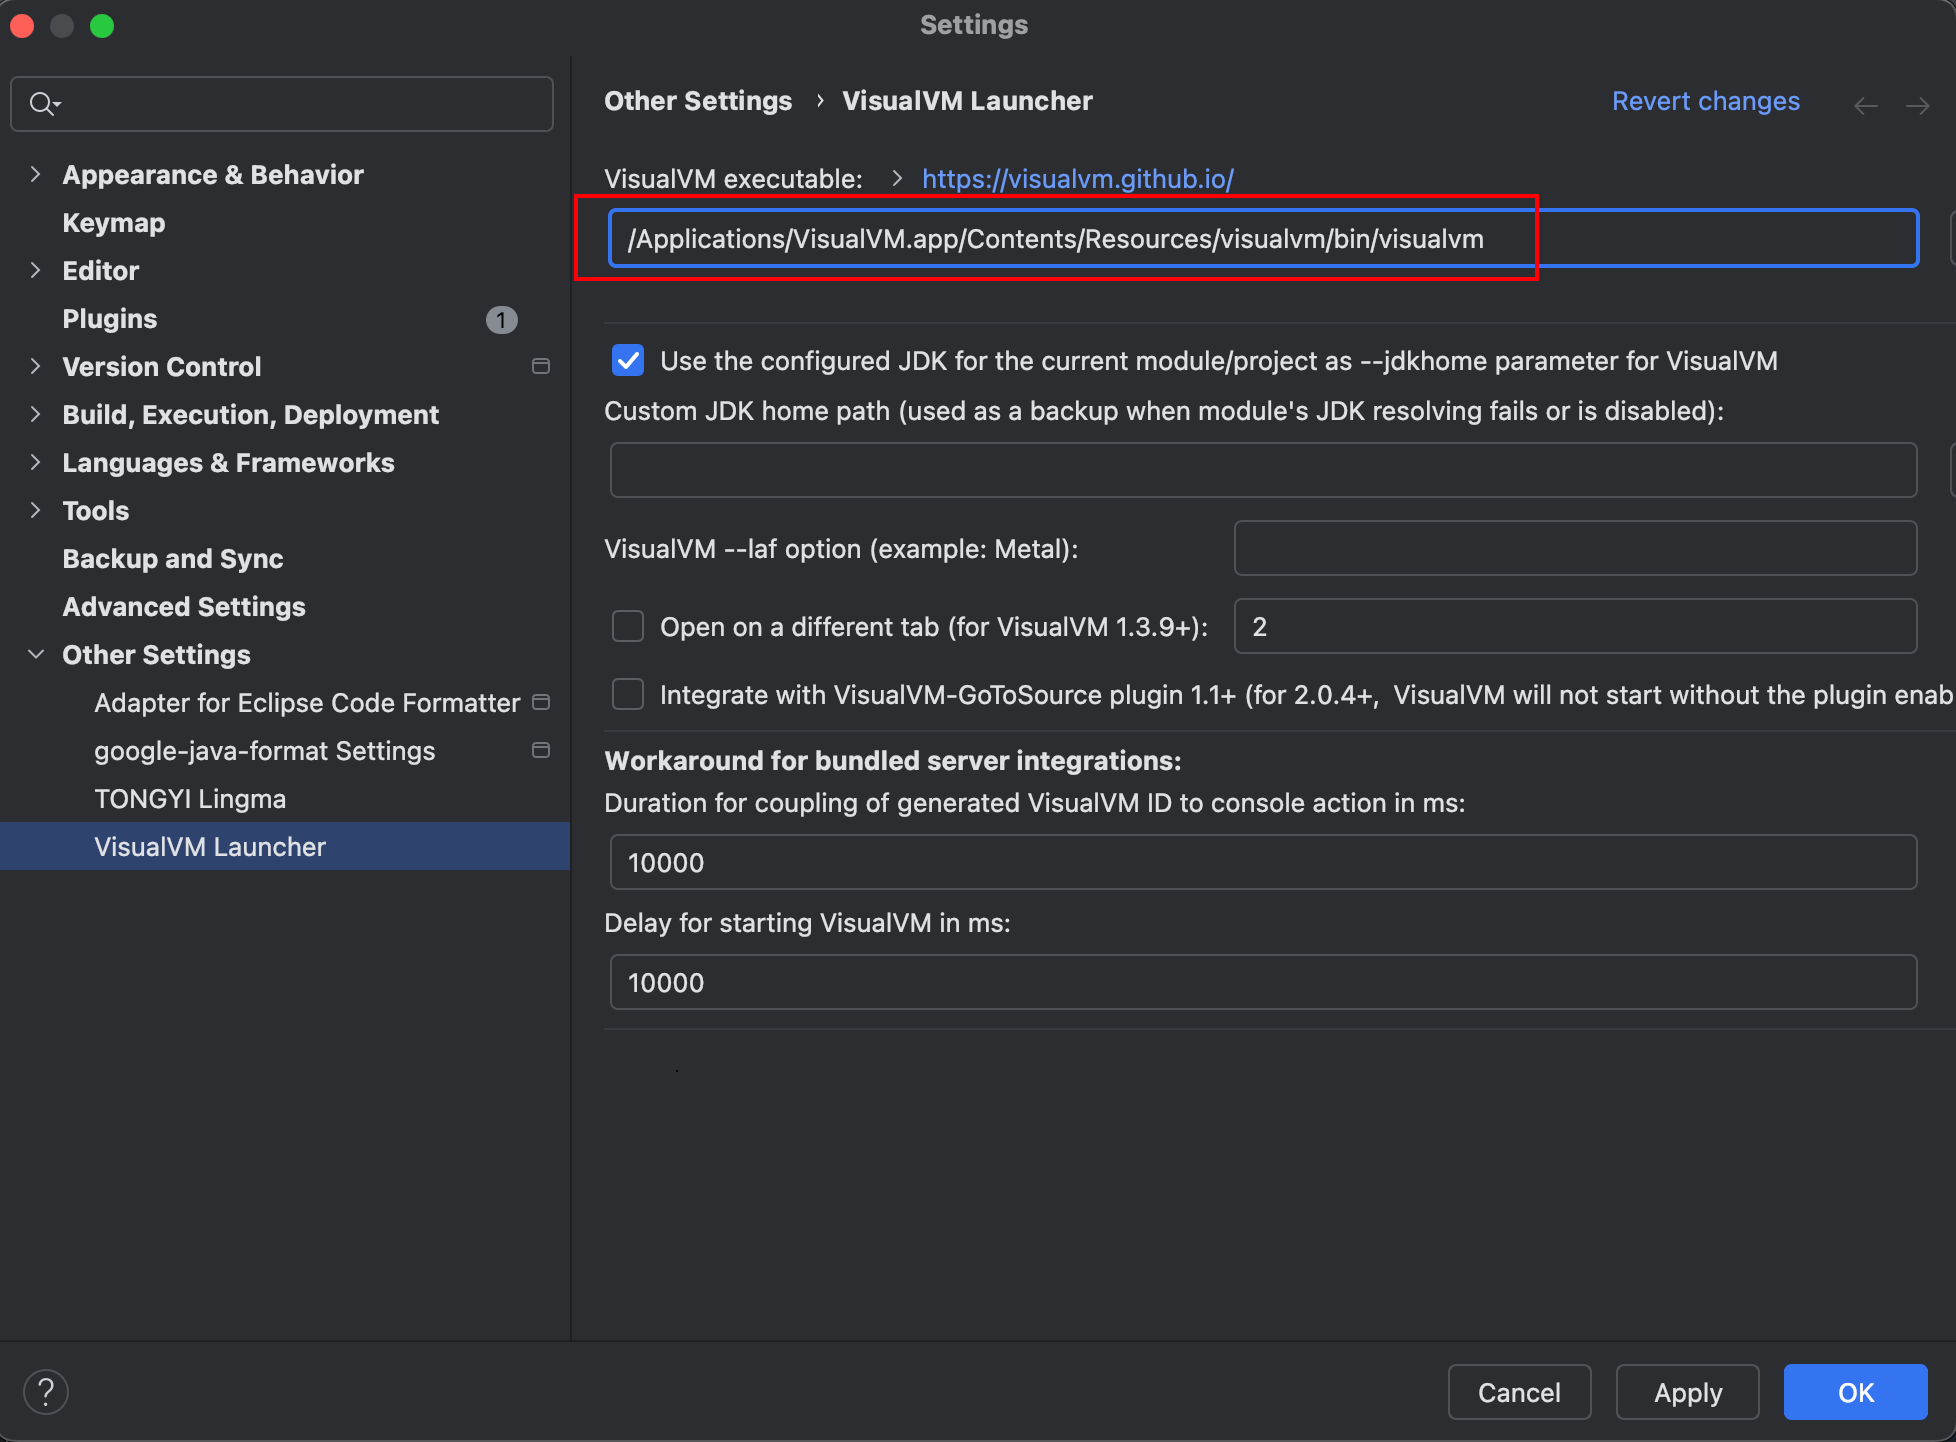 Settings
Other Settings › VisualVM Launcher
Revert changes
Appearance & Behavior
Keymap
Editor
Plugins
1
Version Control
Build, Execution, Deployment
Languages & Frameworks
Tools
Backup and Sync
Advanced Settings
Other Settings
Adapter for Eclipse Code Formatter
google-java-format Settings
TONGYI Lingma
VisualVM Launcher
VisualVM executable: > https://visualvm.github.io/
/Applications/VisualVM.app/Contents/Resources/visualvm/bin/visualvm
Use the configured JDK for the current module/project as --jdkhome parameter for VisualVM
Custom JDK home path (used as a backup when module's JDK resolving fails or is disabled):
VisualVM --laf option (example: Metal):
Open on a different tab (for VisualVM 1.3.9+):
2
Integrate with VisualVM-GoToSource plugin 1.1+ (for 2.0.4+, VisualVM will not start without the plugin enab
Workaround for bundled server integrations:
Duration for coupling of generated VisualVM ID to console action in ms:
10000
Delay for starting VisualVM in ms:
10000
?
Cancel
Apply
OK